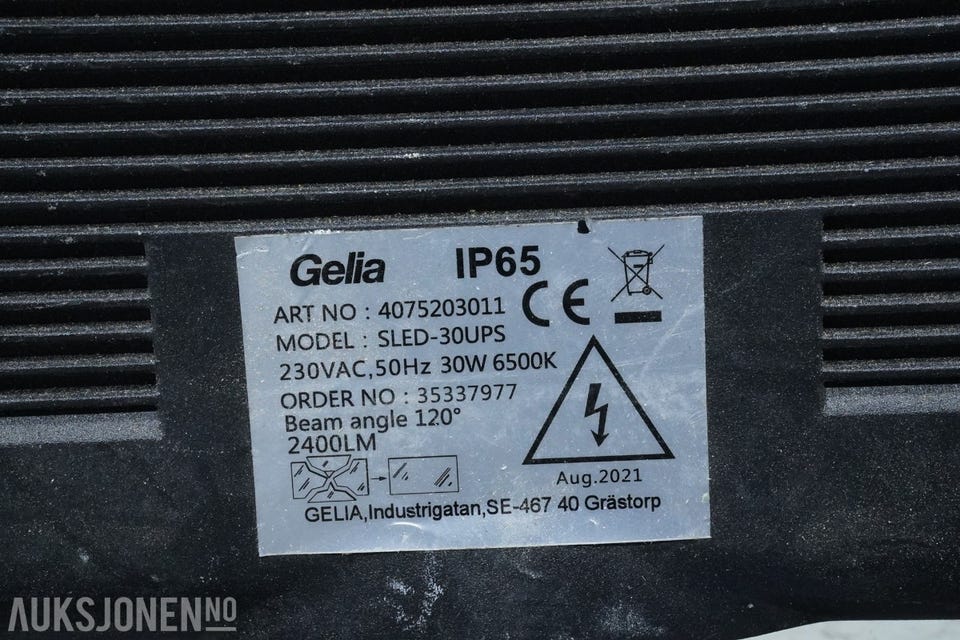 Gelia IP65
ART NO : 4075203011 CE
MODEL : SLED-30UPS
230VAC,50Hz 30W 6500K
ORDER NO : 35337977
Beam angle 120°
2400LM
Aug.2021
GELIA,Industrigatan,SE-467 40 Grästorp
AUKSJONEN.NO